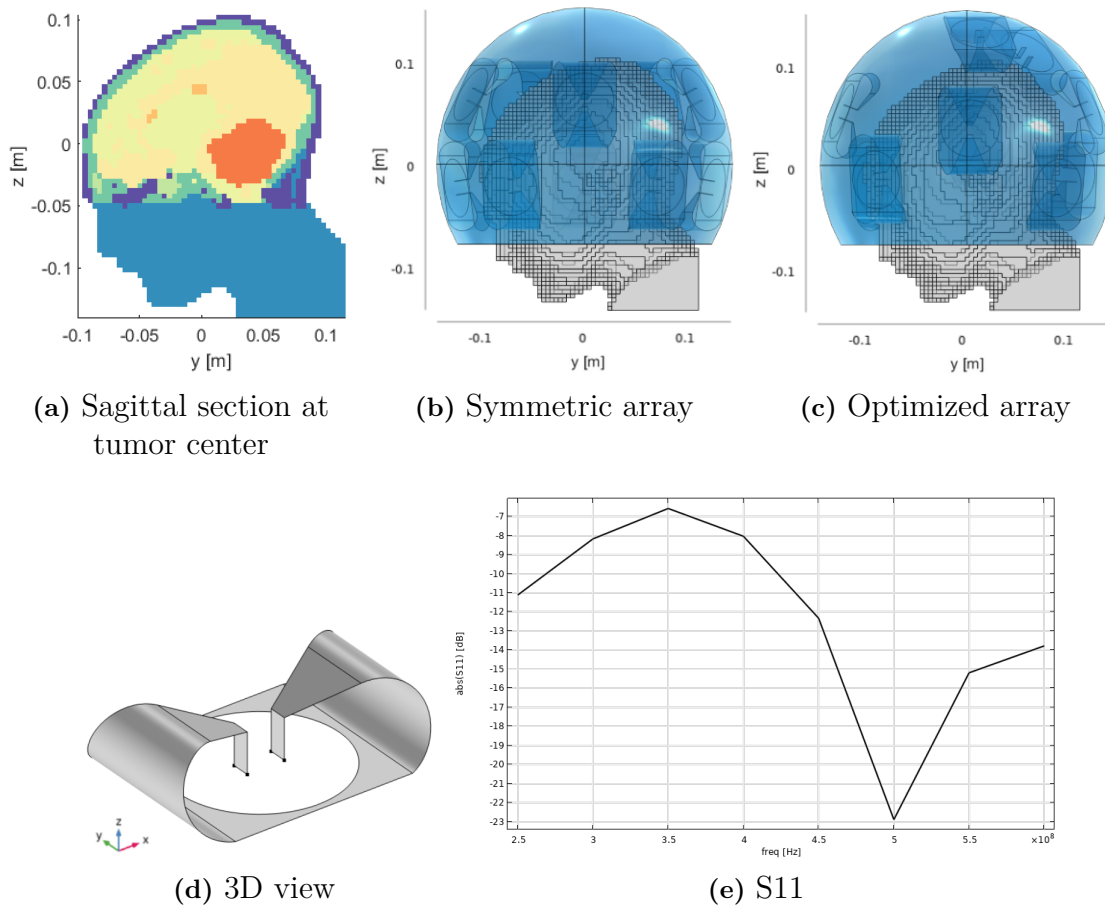 0.1
0.05
0
-0.05
-0.1
z [m]
-0.1 -0.05 0 0.05 0.1
y [m]
0.1
0
-0.1
z [m]
-0.1 0 0.1
y [m]
0.1
0
-0.1
z [m]
-0.1 0 0.1
y [m]
(a) Sagittal section at
tumor center
(b) Symmetric array
(c) Optimized array
z
y x
-7
-8
-9
-10
-11
-12
-13
-14
-15
-16
-17
-18
-19
-20
-21
-22
-23
abs(S11) [dB]
2.5 3 3.5 4 4.5 5 5.5 ×10⁸
freq [Hz]
(d) 3D view
(e) S11